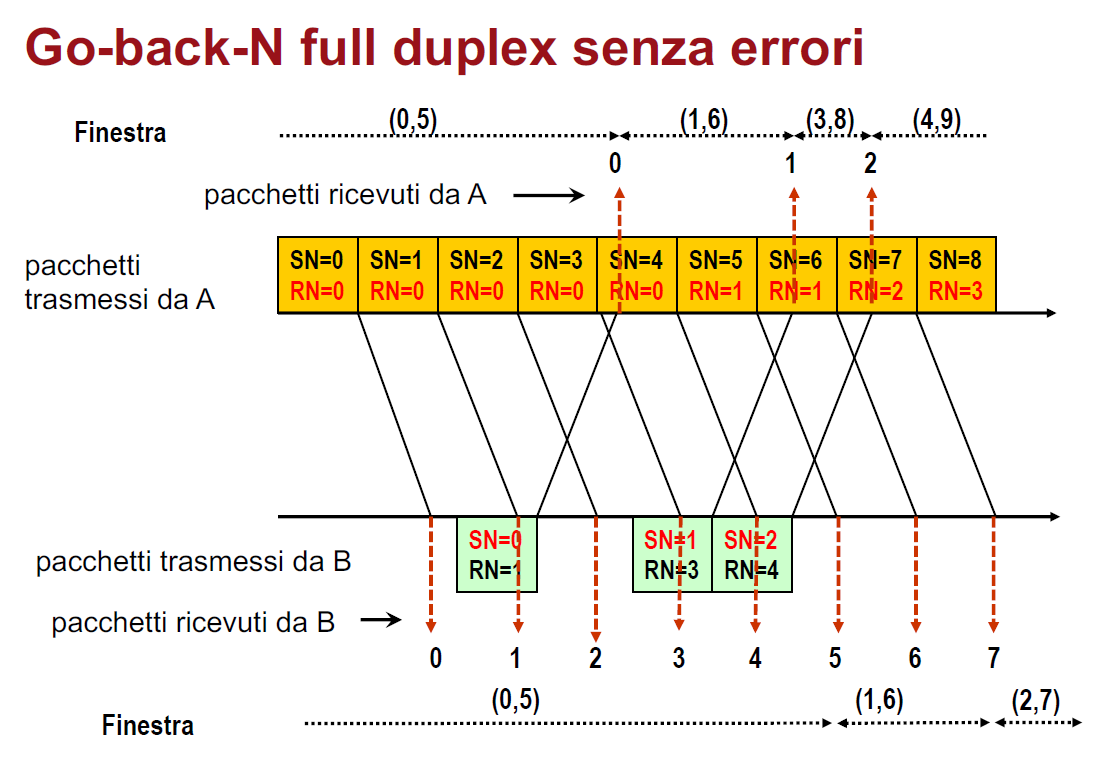 Go-back-N full duplex senza errori
Finestra
(0,5)
(1,6)
(3,8)
(4,9)
0
1
2
pacchetti ricevuti da A
pacchetti
trasmessi da A
SN=0
RN=0
SN=1
RN=0
SN=2
RN=0
SN=3
RN=0
SN=4
RN=0
SN=5
RN=1
SN=6
RN=1
SN=7
RN=2
SN=8
RN=3
pacchetti trasmessi da B
SN=0
RN=1
SN=1
RN=3
SN=2
RN=4
pacchetti ricevuti da B
0
1
2
3
4
5
6
7
Finestra
(0,5)
(1,6)
(2,7)